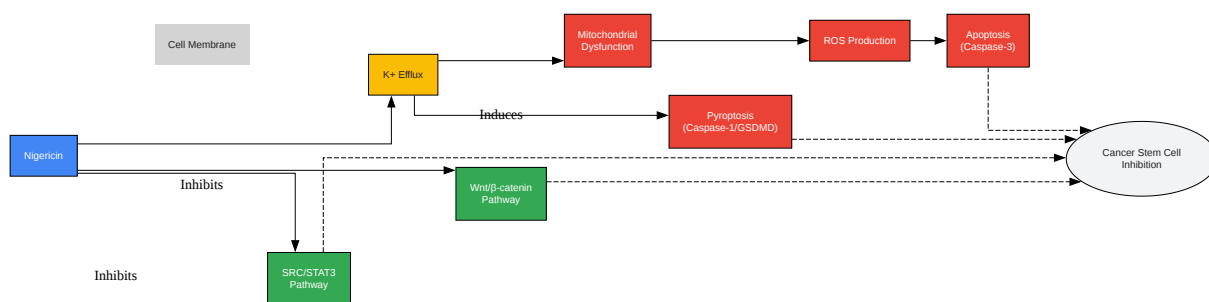 Cell Membrane
Mitochondrial
Dysfunction
ROS Production
Apoptosis
(Caspase-3)
K+ Efflux
Induces
Pyroptosis
(Caspase-1/GSDMD)
Nigericin
Cancer Stem Cell
Inhibition
Inhibits
Wnt/β-catenin
Pathway
Inhibits
SRC/STAT3
Pathway